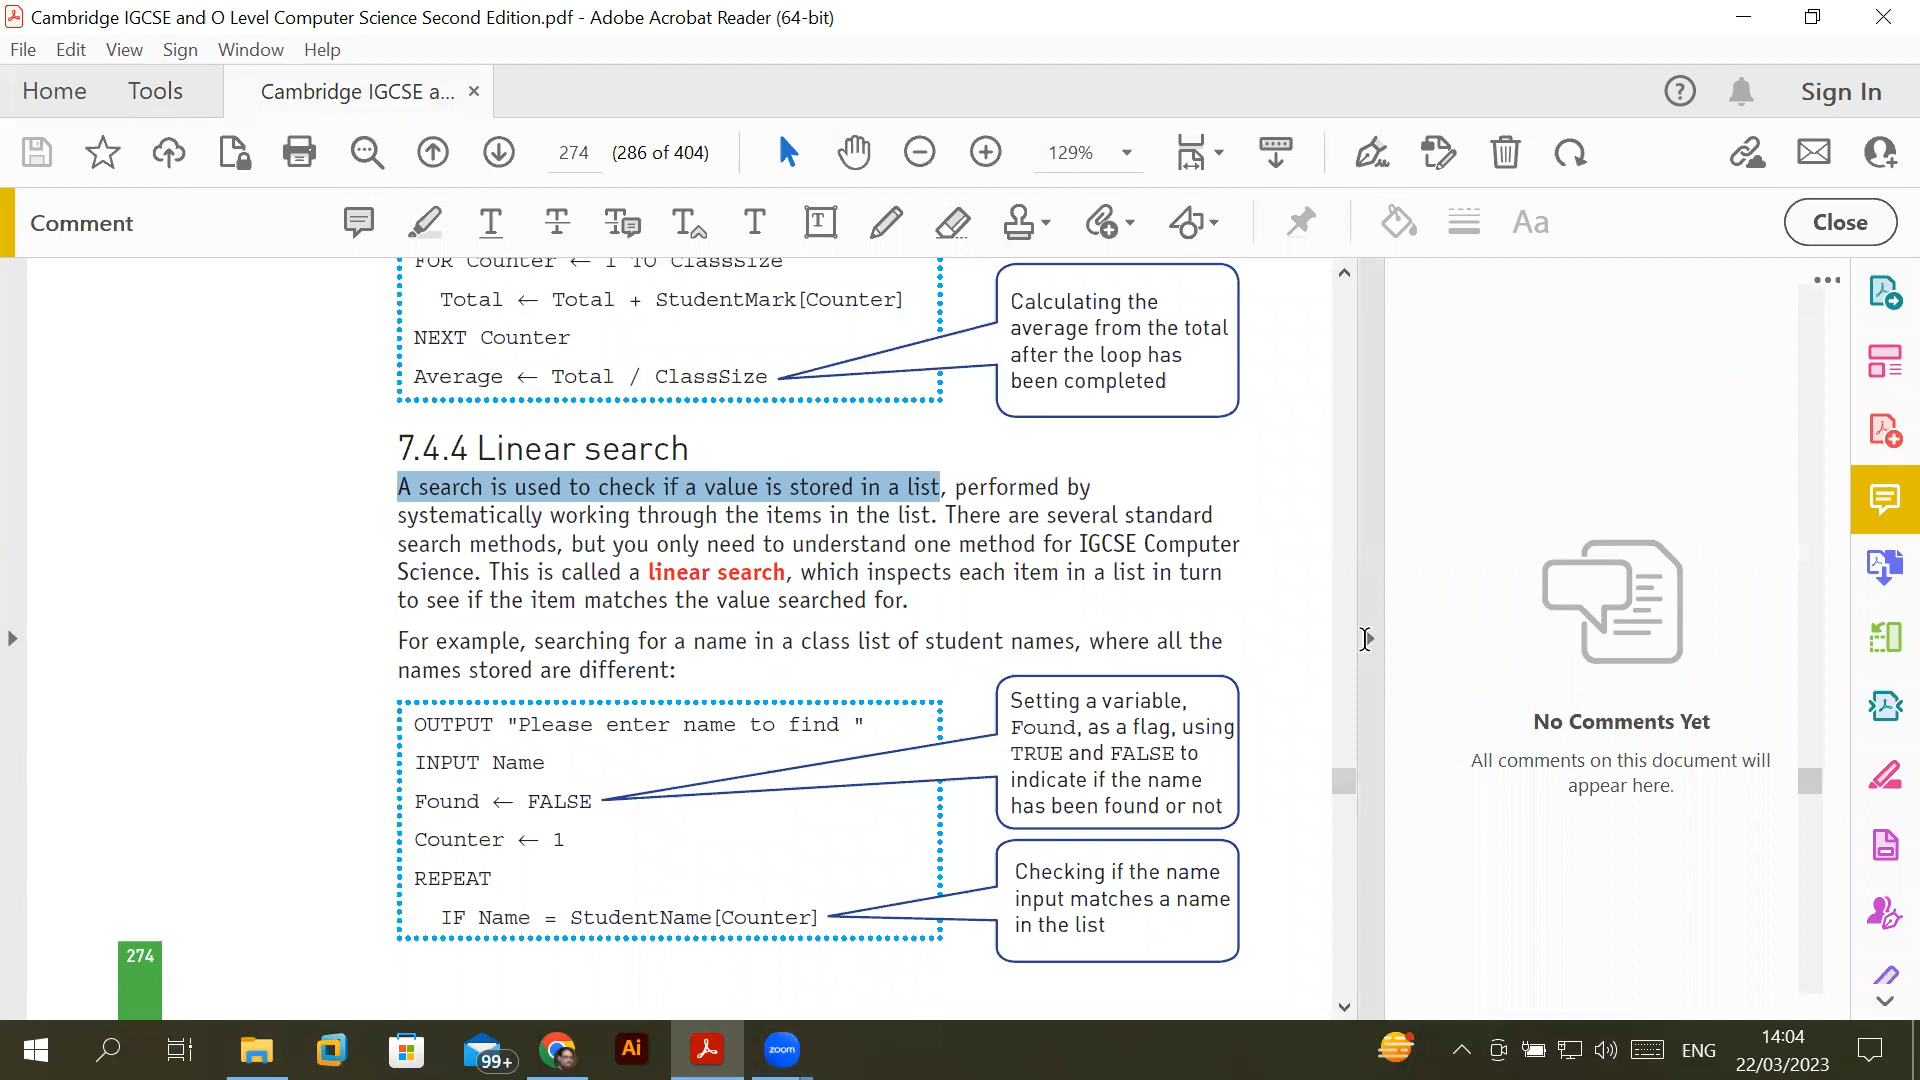 Cambridge IGCSE and O Level Computer Science Second Edition.pdf - Adobe Acrobat Reader (64-bit)
File Edit View Sign Window Help
Home Tools Cambridge IGCSE a... × Sign In
274 (286 of 404) 129%
Comment Close
FOR Counter ← 1 TO ClassSize
Total ← Total + StudentMark[Counter]
NEXT Counter
Average ← Total / ClassSize
Calculating the
average from the total
after the loop has
been completed
7.4.4 Linear search
A search is used to check if a value is stored in a list, performed by
systematically working through the items in the list. There are several standard
search methods, but you only need to understand one method for IGCSE Computer
Science. This is called a linear search, which inspects each item in a list in turn
to see if the item matches the value searched for.
For example, searching for a name in a class list of student names, where all the
names stored are different:
OUTPUT "Please enter name to find "
INPUT Name
Found ← FALSE
Counter ← 1
REPEAT
IF Name = StudentName[Counter]
Setting a variable,
Found, as a flag, using
TRUE and FALSE to
indicate if the name
has been found or not
Checking if the name
input matches a name
in the list
274
No Comments Yet
All comments on this document will
appear here.
99+
Ai
zoom
ENG
14:04
22/03/2023